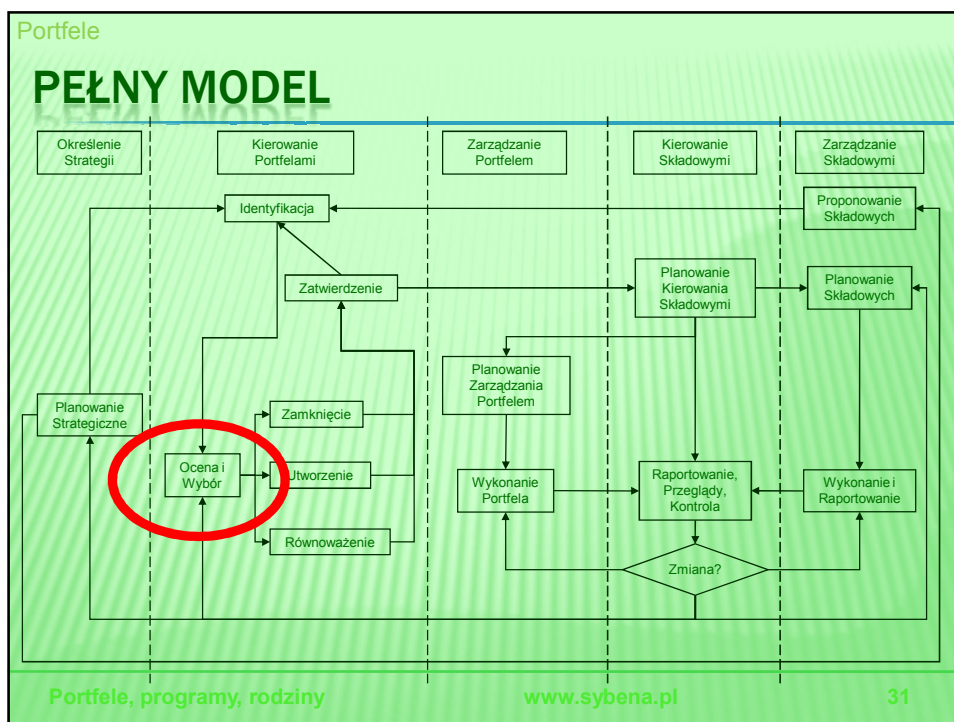 Portfele
PEŁNY MODEL
Określenie
Strategii
Kierowanie
Portfelami
Zarządzanie
Portfelem
Kierowanie
Składowymi
Zarządzanie
Składowymi
Identyfikacja
Proponowanie
Składowych
Zatwierdzenie
Planowanie
Kierowania
Składowymi
Planowanie
Składowych
Planowanie
Zarządzania
Portfelem
Planowanie
Strategiczne
Zamknięcie
Ocena i
Wybór
Utworzenie
Wykonanie
Portfela
Raportowanie,
Przeglądy,
Kontrola
Wykonanie i
Raportowanie
Równoważenie
Zmiana?
Portfele, programy, rodziny
www.sybena.pl
31